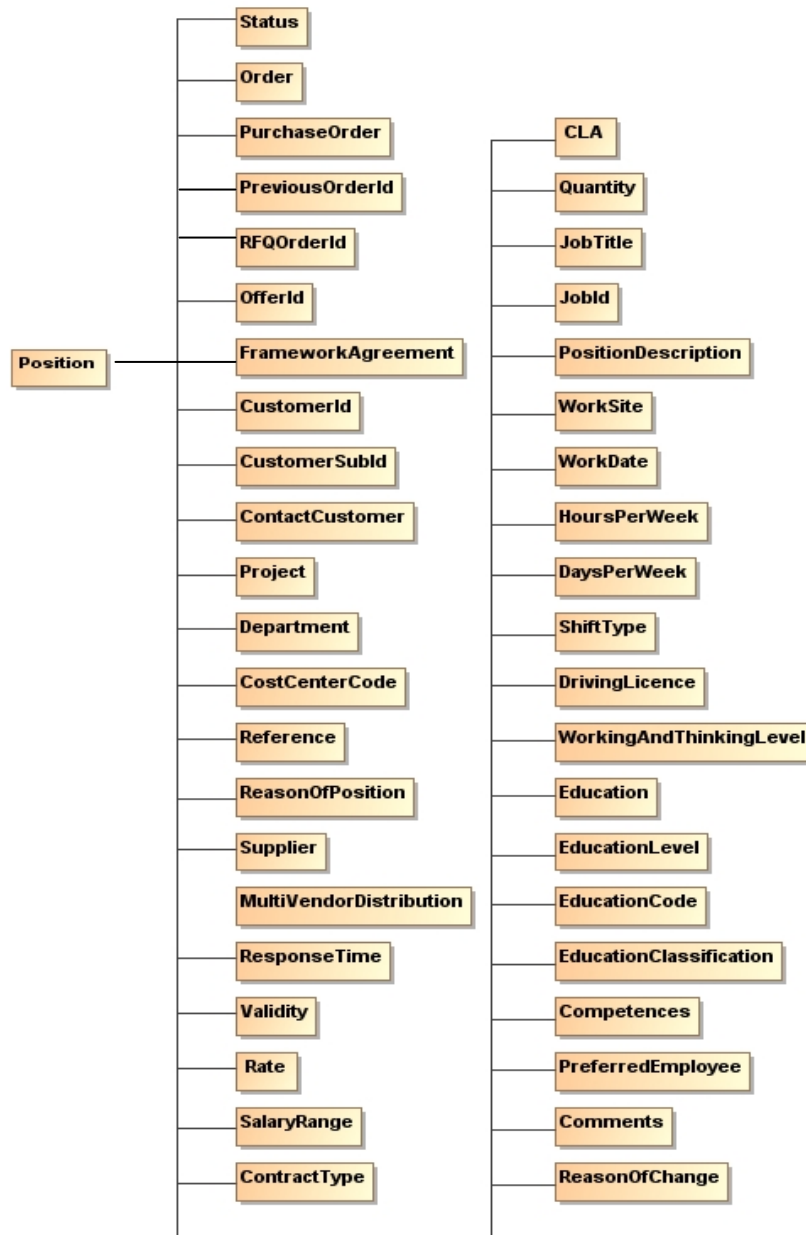 Position
Status
Order
PurchaseOrder
PreviousOrderId
RFQOrderId
OfferId
FrameworkAgreement
CustomerId
CustomerSubId
ContactCustomer
Project
Department
CostCenterCode
Reference
ReasonOfPosition
Supplier
MultiVendorDistribution
ResponseTime
Validity
Rate
SalaryRange
ContractType
CLA
Quantity
JobTitle
JobId
PositionDescription
WorkSite
WorkDate
HoursPerWeek
DaysPerWeek
ShiftType
DrivingLicence
WorkingAndThinkingLevel
Education
EducationLevel
EducationCode
EducationClassification
Competences
PreferredEmployee
Comments
ReasonOfChange